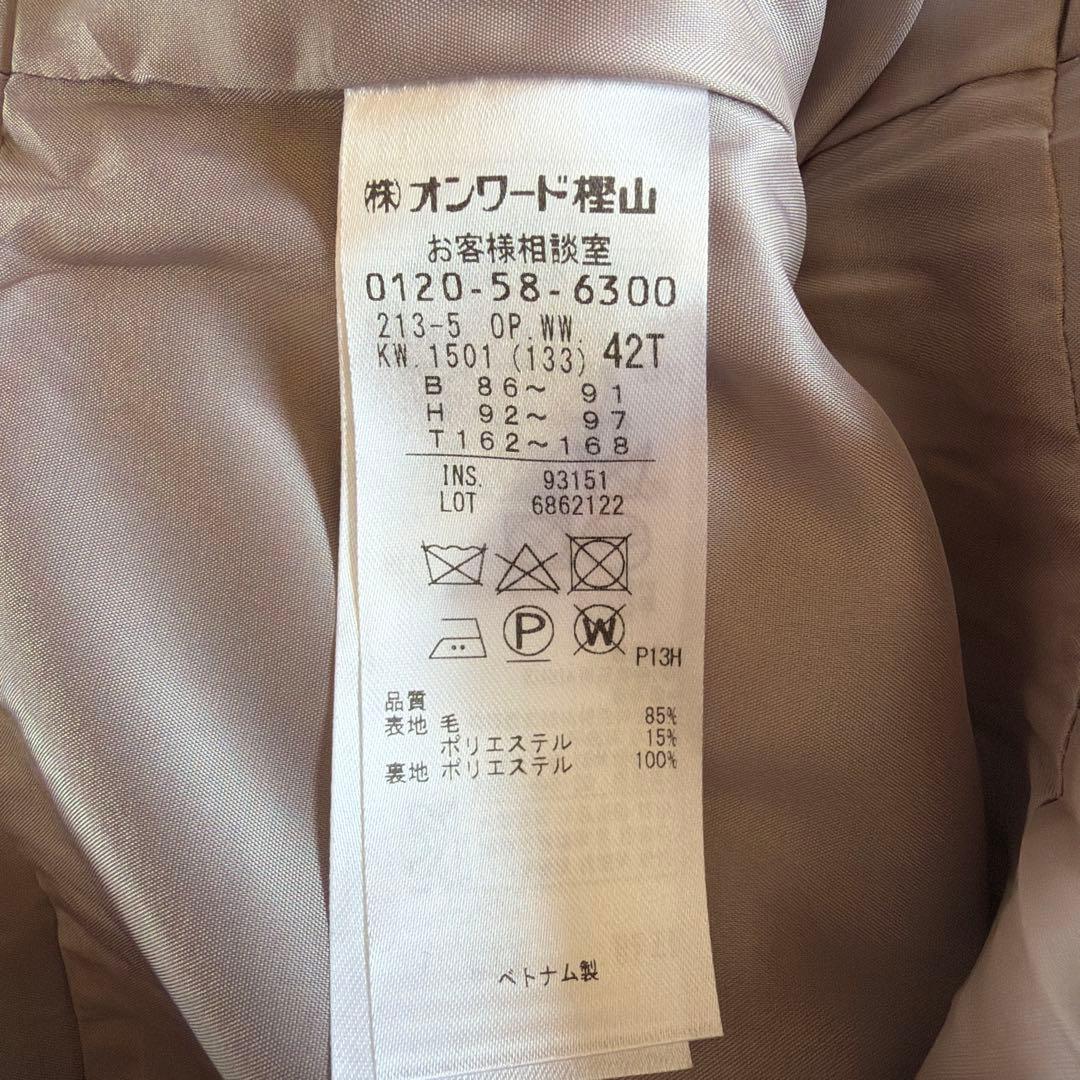 ㈱オンワード樫山
お客様相談室
0120-58-6300
213-5 OP.WW.
KW.1501(133) 42T
B 86～ 91
H 92～ 97
T162～168
INS. 93151
LOT 6862122
P W
P13H
品質
表地 毛 85%
ポリエステル 15%
裏地 ポリエステル 100%
ベトナム製